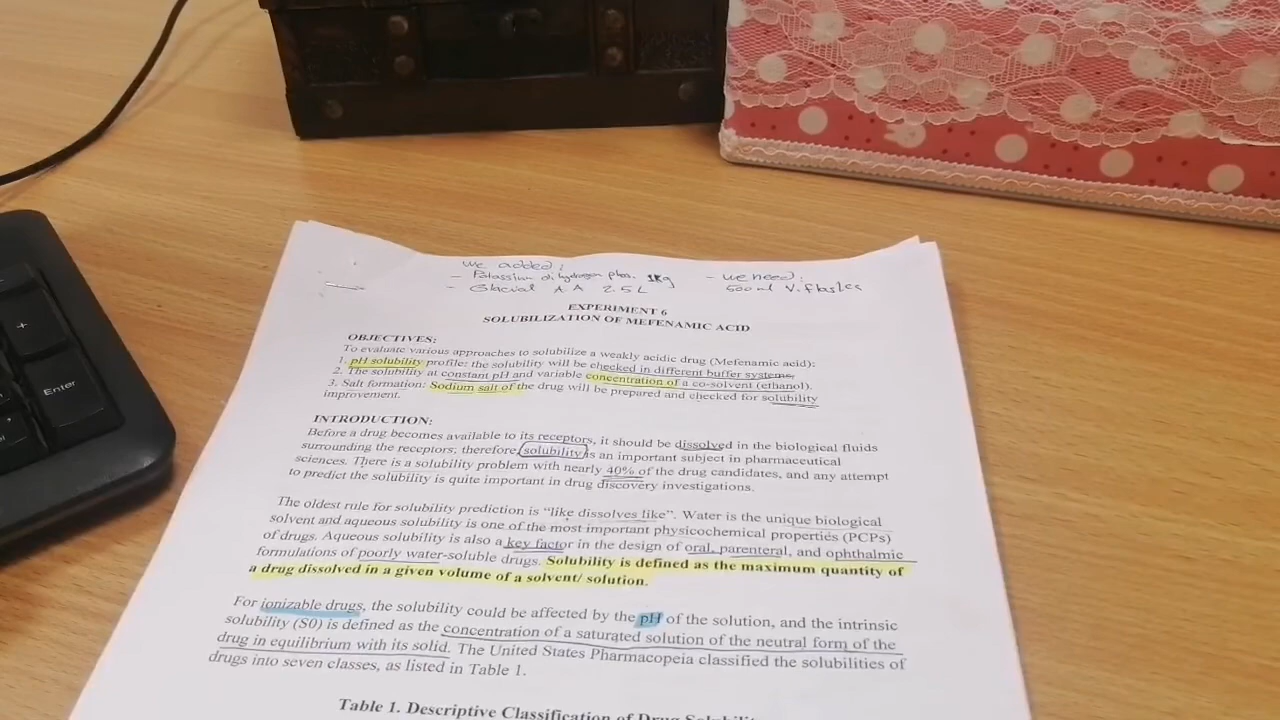 we added:
- Potassium dihydrogen phos. 1kg
- Glacial A A 2.5 L
- we need:
500 ml V. flasks
EXPERIMENT 6
SOLUBILIZATION OF MEFENAMIC ACID
OBJECTIVES:
To evaluate various approaches to solubilize a weakly acidic drug (Mefenamic acid):
1. pH solubility profile: the solubility will be checked in different buffer systems.
2. The solubility at constant pH and variable concentration of a co-solvent (ethanol).
3. Salt formation: Sodium salt of the drug will be prepared and checked for solubility
improvement.
INTRODUCTION:
Before a drug becomes available to its receptors, it should be dissolved in the biological fluids
surrounding the receptors; therefore, solubility is an important subject in pharmaceutical
sciences. There is a solubility problem with nearly 40% of the drug candidates, and any attempt
to predict the solubility is quite important in drug discovery investigations.
The oldest rule for solubility prediction is "like dissolves like". Water is the unique biological
solvent and aqueous solubility is one of the most important physicochemical properties (PCPs)
of drugs. Aqueous solubility is also a key factor in the design of oral, parenteral, and ophthalmic
formulations of poorly water-soluble drugs. Solubility is defined as the maximum quantity of
a drug dissolved in a given volume of a solvent/ solution.
For ionizable drugs, the solubility could be affected by the pH of the solution, and the intrinsic
solubility (S0) is defined as the concentration of a saturated solution of the neutral form of the
drug in equilibrium with its solid. The United States Pharmacopeia classified the solubilities of
drugs into seven classes, as listed in Table 1.
Table 1. Descriptive Classification of Drug
Enter
+